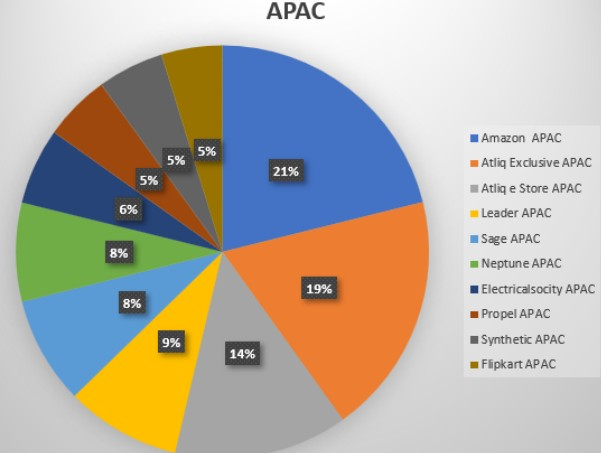 APAC
21%
19%
14%
9%
8%
8%
6%
5%
5%
5%
Amazon APAC
Atliq Exclusive APAC
Atliq e Store APAC
Leader APAC
Sage APAC
Neptune APAC
Electricalsocity APAC
Propel APAC
Synthetic APAC
Flipkart APAC